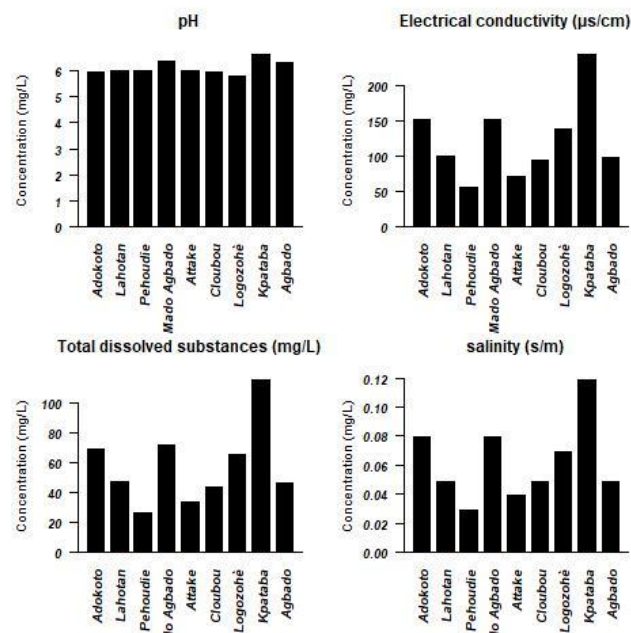 pH
Concentration (mg/L)
6
5
4
3
2
1
0
Adokoto
Lahotan
Pehoudie
Mado Agbado
Attake
Cloubou
Logozohè
Kpataba
Agbado
Electrical conductivity (µs/cm)
Concentration (mg/L)
200
150
100
50
0
Adokoto
Lahotan
Pehoudie
Mado Agbado
Attake
Cloubou
Logozohè
Kpataba
Agbado
Total dissolved substances (mg/L)
Concentration (mg/L)
100
80
60
40
20
0
Adokoto
Lahotan
Pehoudie
do Agbado
Attake
Cloubou
Logozohè
Kpataba
Agbado
salinity (s/m)
Concentration (mg/L)
0.12
0.10
0.08
0.06
0.04
0.02
0.00
Adokoto
Lahotan
Pehoudie
do Agbado
Attake
Cloubou
Logozohè
Kpataba
Agbado